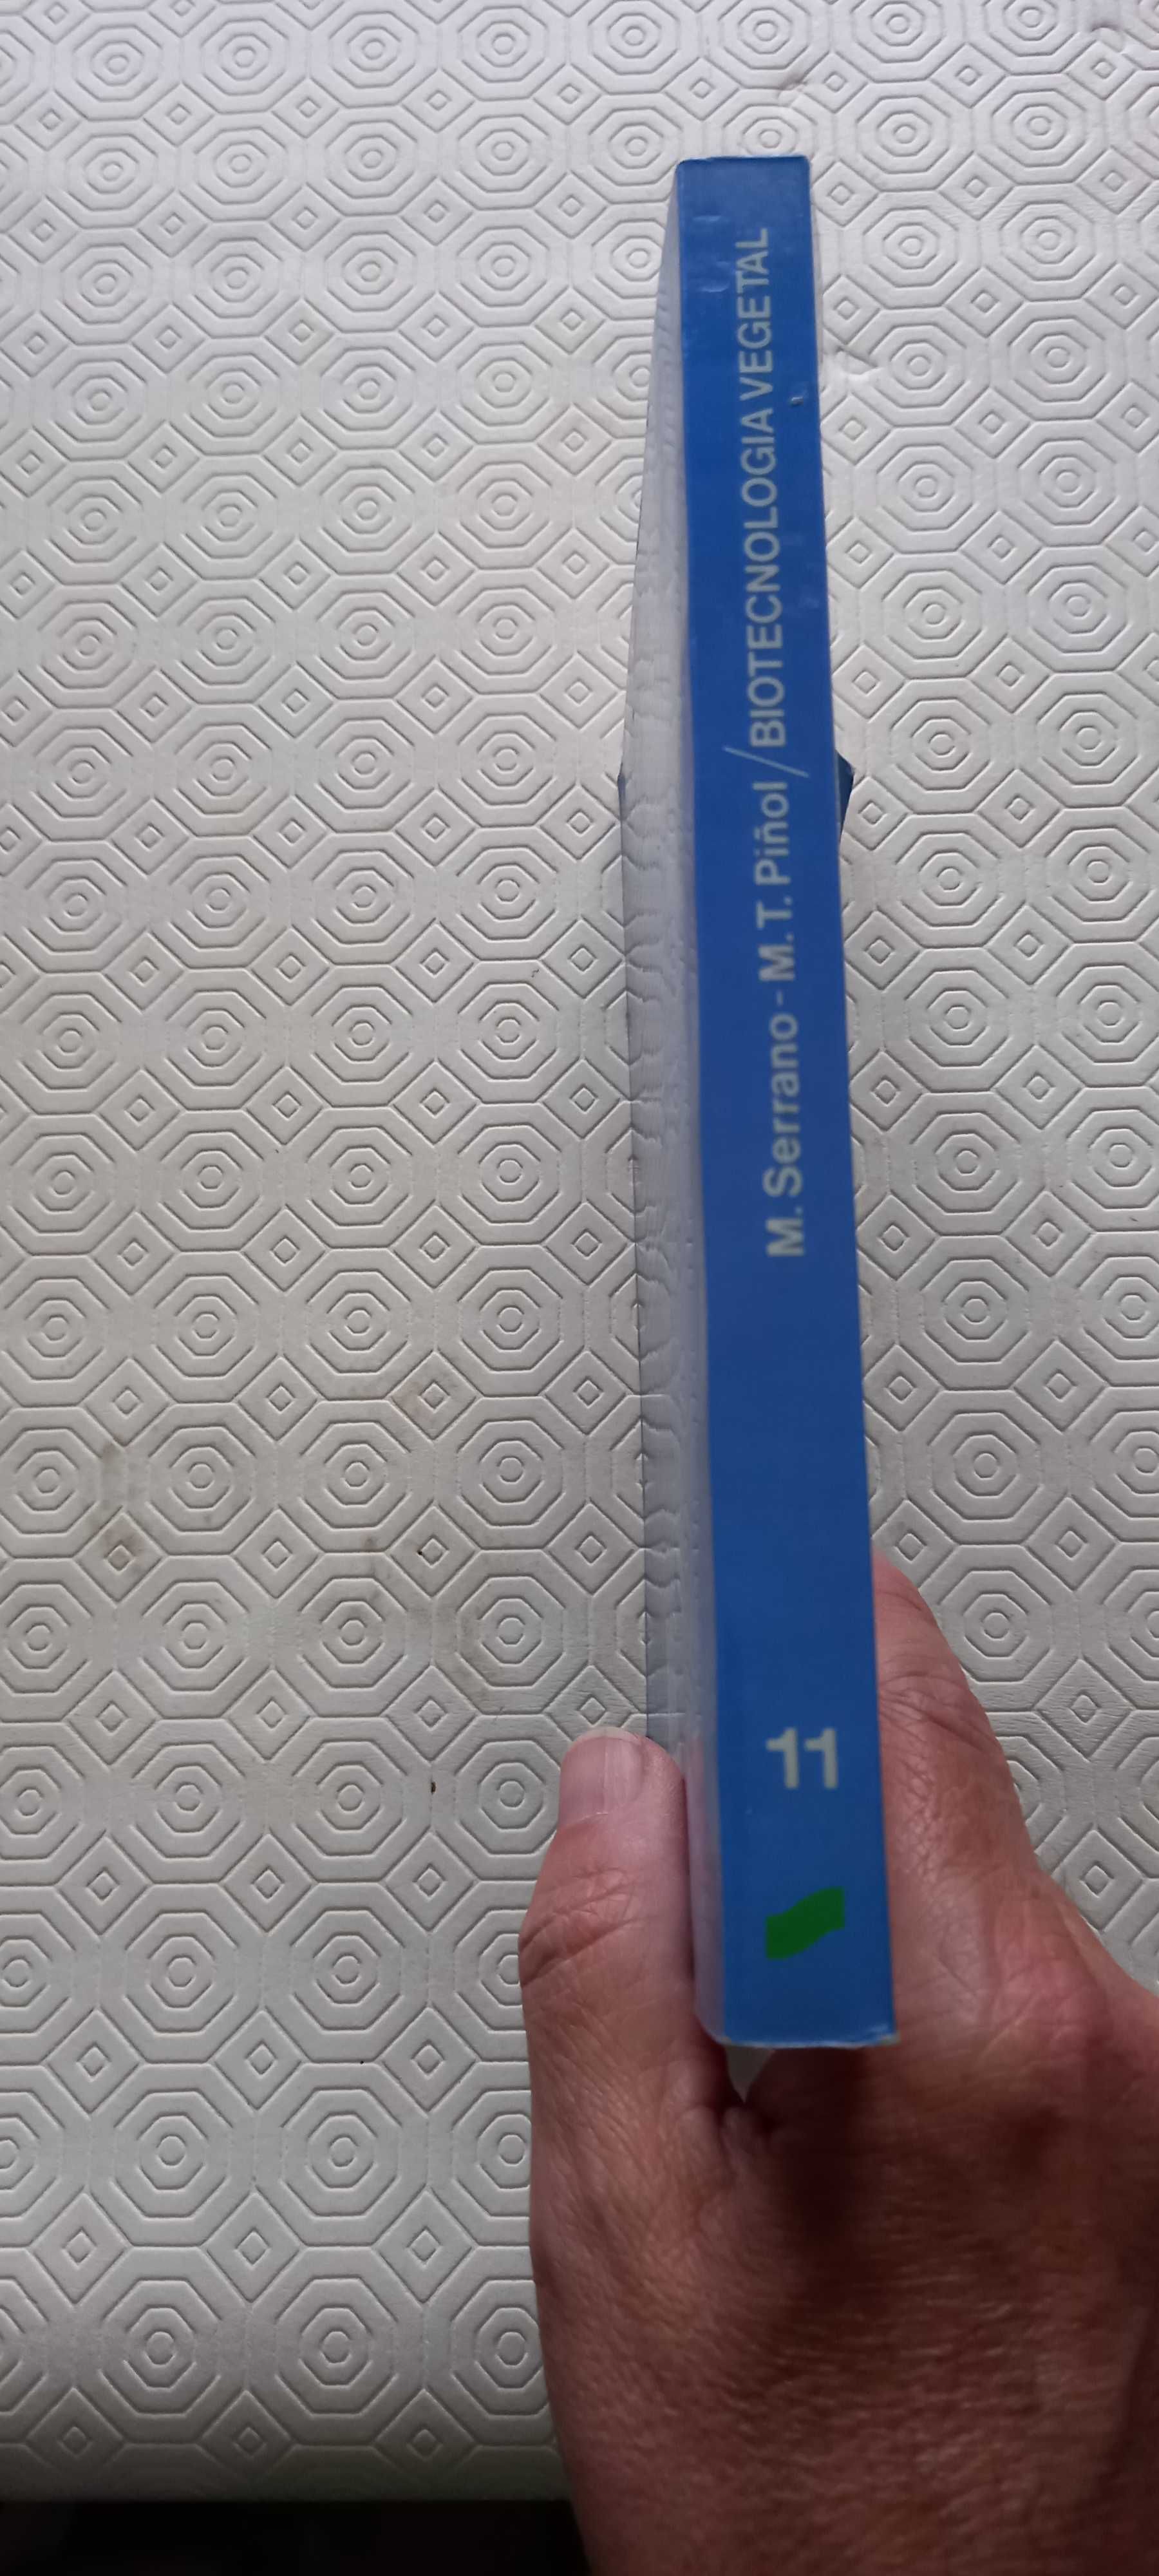 M. Serrano - M. T. Piñol / BIOTECNOLOGIA VEGETAL
11